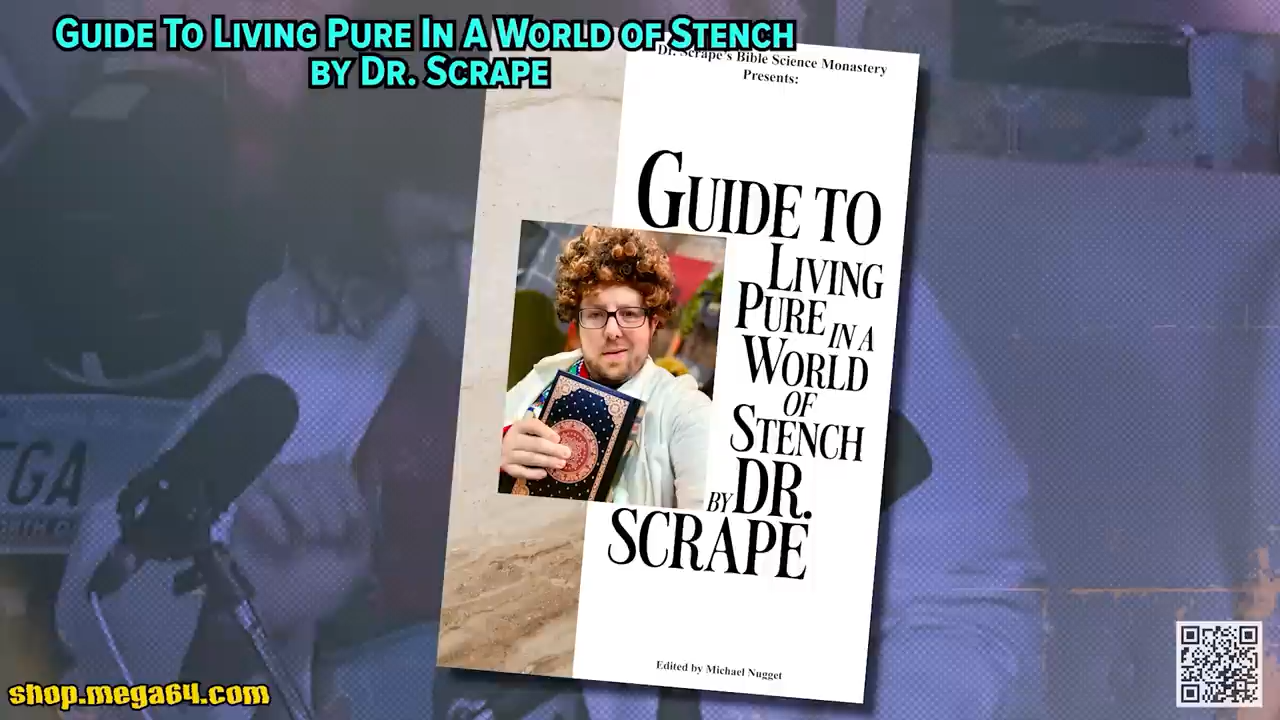 GUIDE TO LIVING PURE IN A WORLD OF STENCH
BY DR. SCRAPE
Dr. Scrape's Bible Science Monastery
Presents:
GUIDE TO
LIVING
PURE IN A
WORLD
OF
STENCH
BY DR.
SCRAPE
Edited by Michael Nugget
shop.mega64.com